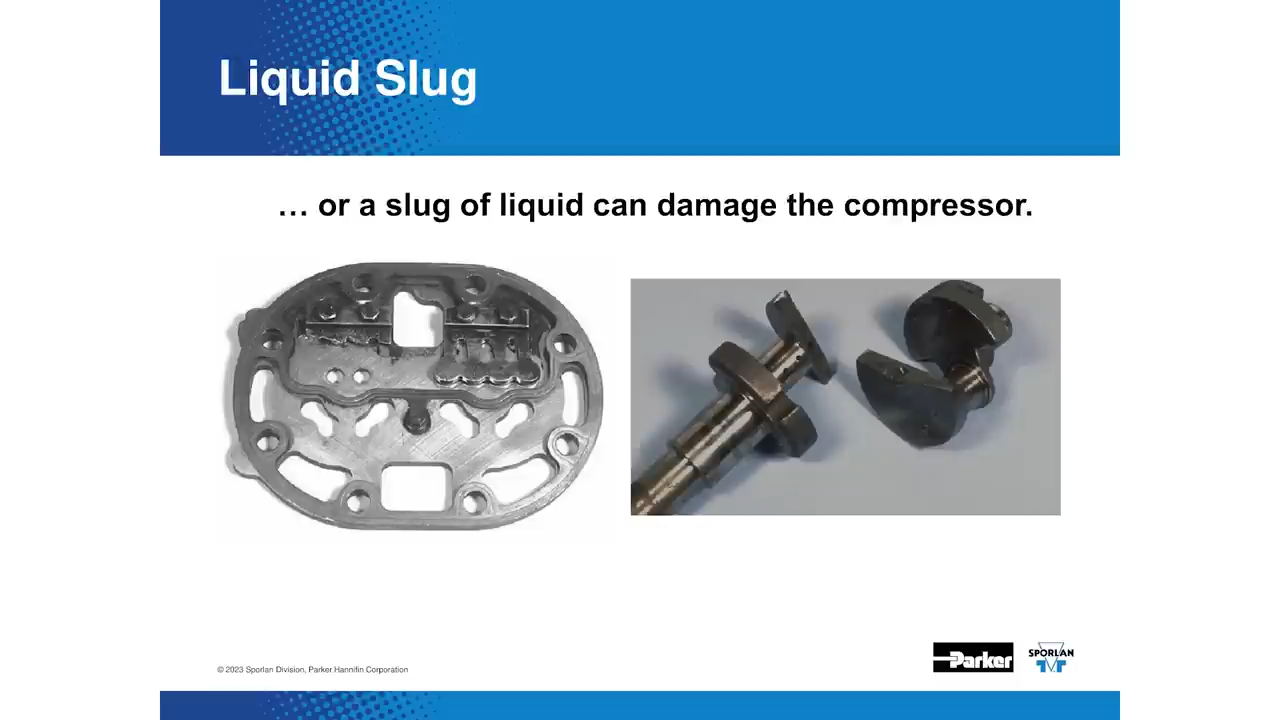 Liquid Slug
… or a slug of liquid can damage the compressor.
© 2023 Sporlan Division, Parker Hannifin Corporation
Parker
SPORLAN